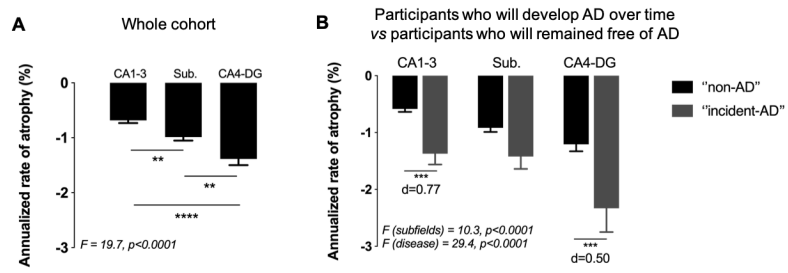 A
Whole cohort
CA1-3 Sub. CA4-DG
Annualized rate of atrophy (%)
0
-1
-2
-3
**
**
****
F = 19.7, p<0.0001
B
Participants who will develop AD over time
vs participants who will remained free of AD
CA1-3 Sub. CA4-DG
Annualized rate of atrophy (%)
0
-1
-2
-3
***
d=0.77
F (subfields) = 10.3, p<0.0001
F (disease) = 29.4, p<0.0001
***
d=0.50
"non-AD"
"incident-AD"